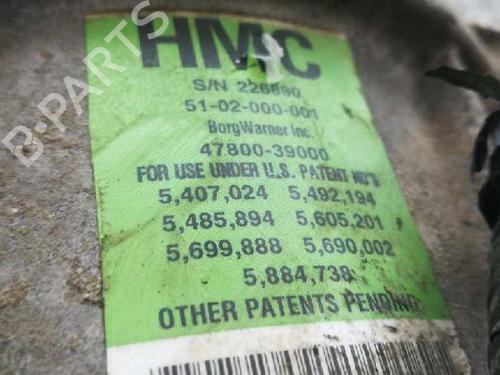 HMC
S/N 226890
51-02-000-001
BorgWarner Inc.
47800-39000
FOR USE UNDER U.S. PATENT NO'S
5,407,024 5,492,194
5,485,894 5,605,201
5,699,888 5,690,002
5,884,738
OTHER PATENTS PENDING